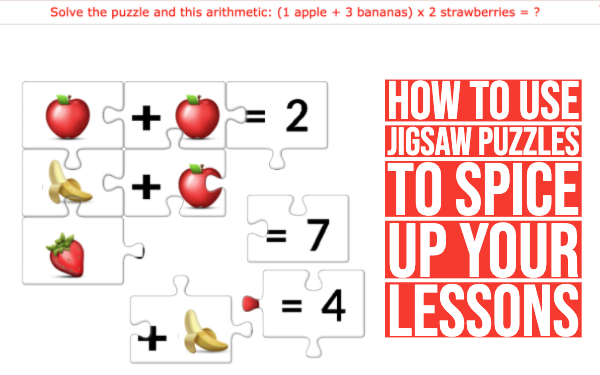 Solve the puzzle and this arithmetic: (1 apple + 3 bananas) x 2 strawberries = ?
+ = 2
+
= 7
= 4
+
HOW TO USE
JIGSAW PUZZLES
TO SPICE
UP YOUR
LESSONS